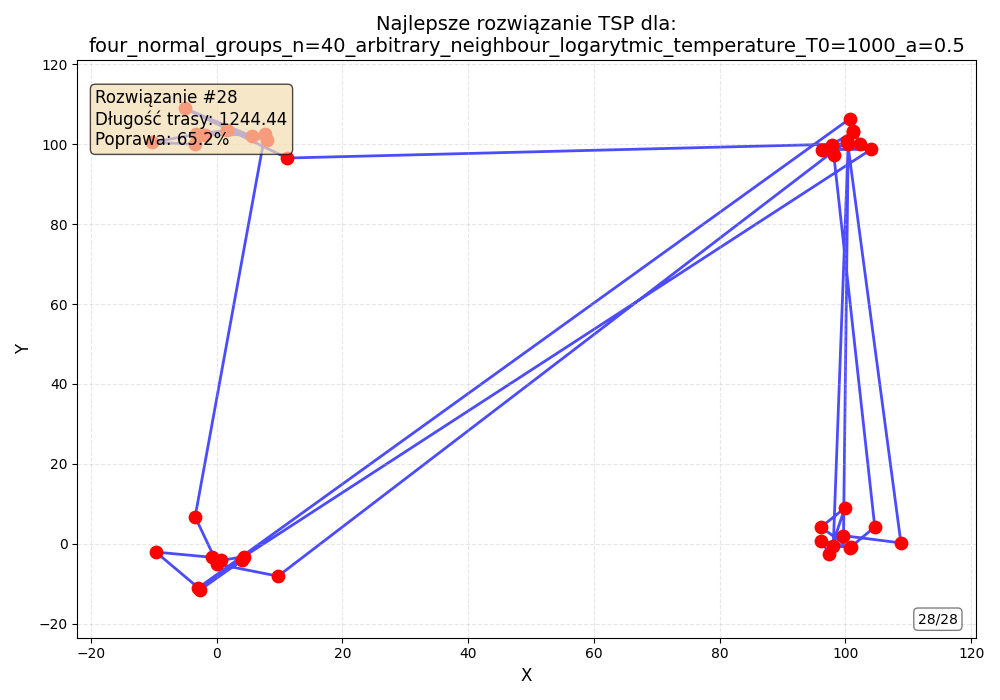 Najlepsze rozwiązanie TSP dla:
four_normal_groups_n=40_arbitrary_neighbour_logarytmic_temperature_T0=1000_a=0.5
Rozwiązanie #28
Długość trasy: 1244.44
Poprawa: 65.2%
120
100
80
60
40
20
0
−20
Y
28/28
−20
0
20
40
60
80
100
120
X